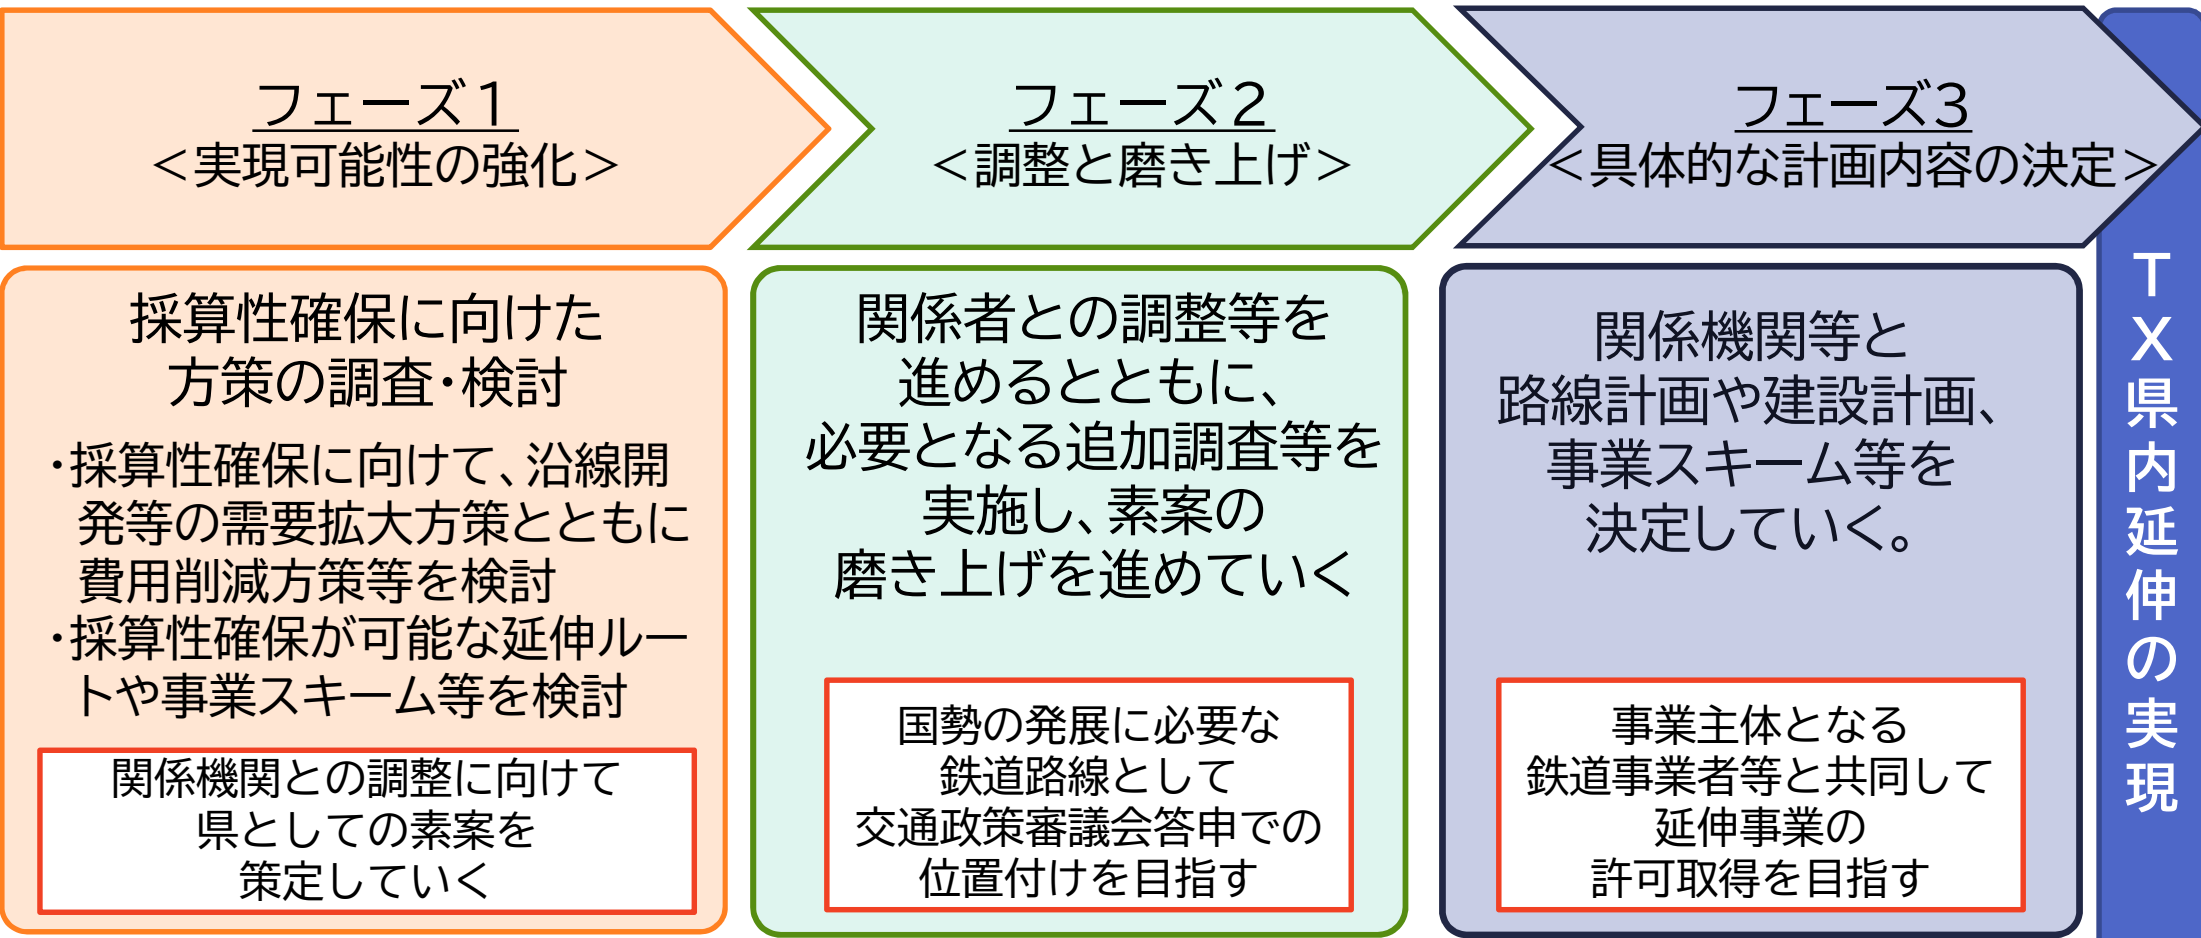 フェーズ１
＜実現可能性の強化＞
採算性確保に向けた
方策の調査・検討
・採算性確保に向けて、沿線開
発等の需要拡大方策とともに
費用削減方策等を検討
・採算性確保が可能な延伸ルー
トや事業スキーム等を検討
関係機関との調整に向けて
県としての素案を
策定していく
フェーズ２
＜調整と磨き上げ＞
関係者との調整等を
進めるとともに、
必要となる追加調査等を
実施し、素案の
磨き上げを進めていく
国勢の発展に必要な
鉄道路線として
交通政策審議会答申での
位置付けを目指す
フェーズ３
＜具体的な計画内容の決定＞
関係機関等と
路線計画や建設計画、
事業スキーム等を
決定していく。
事業主体となる
鉄道事業者等と共同して
延伸事業の
許可取得を目指す
ＴＸ県内延伸の実現